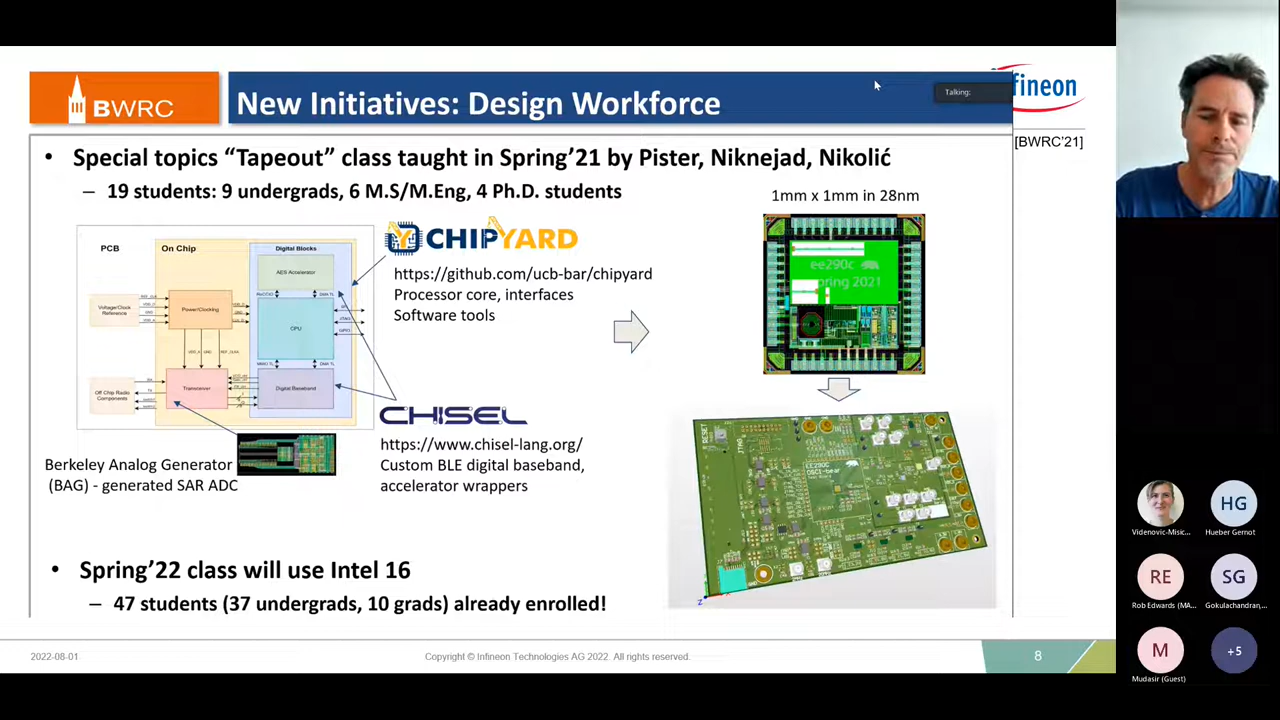 BWRC
New Initiatives: Design Workforce
Talking:
infineon
[BWRC'21]
• Special topics “Tapeout” class taught in Spring’21 by Pister, Niknejad, Nikolić
– 19 students: 9 undergrads, 6 M.S/M.Eng, 4 Ph.D. students
1mm x 1mm in 28nm
PCB
On Chip
Digital Blocks
AES Accelerator
CPU
Power/Clocking
Voltage/Clock
Reference
Transceiver
Digital Baseband
Off Chip Radio
Components
CHIPYARD
https://github.com/ucb-bar/chipyard
Processor core, interfaces
Software tools
ee290c
spring 2021
CHISEL
https://www.chisel-lang.org/
Custom BLE digital baseband,
accelerator wrappers
Berkeley Analog Generator
(BAG) - generated SAR ADC
RESET
JTAG
EE290C
• Spring’22 class will use Intel 16
– 47 students (37 undergrads, 10 grads) already enrolled!
2022-08-01
Copyright © Infineon Technologies AG 2022. All rights reserved.
8
Videnovic-Misic...
HG
Hueber Gernot
RE
Rob Edwards (MA...
SG
Gokulachandran,...
M
Mudasir (Guest)
+5